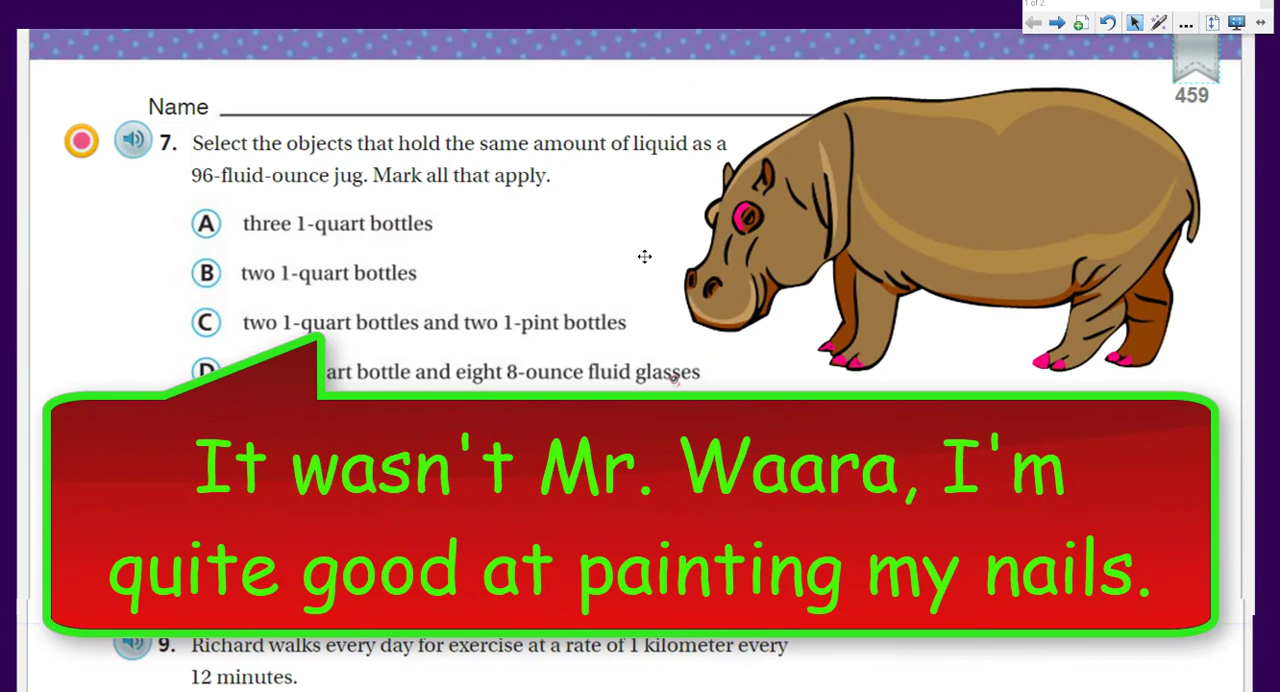 1 of 2
459
Name
7. Select the objects that hold the same amount of liquid as a
96-fluid-ounce jug. Mark all that apply.
A three 1-quart bottles
B two 1-quart bottles
C two 1-quart bottles and two 1-pint bottles
D art bottle and eight 8-ounce fluid glasses
It wasn't Mr. Waara, I'm
quite good at painting my nails.
9. Richard walks every day for exercise at a rate of 1 kilometer every
12 minutes.